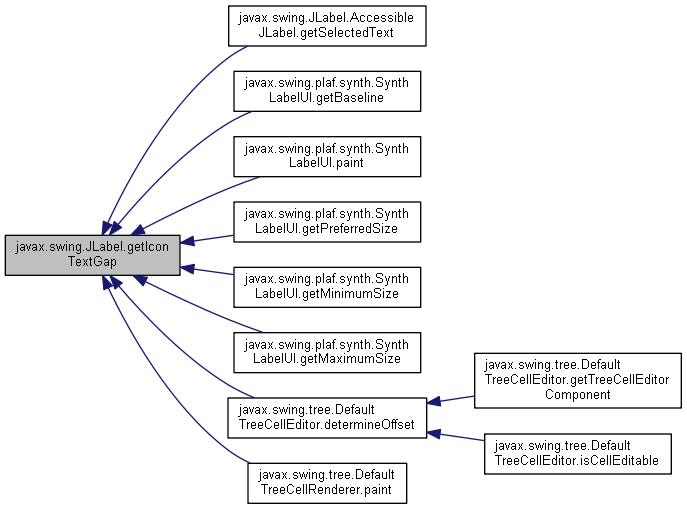 javax.swing.JLabel.Accessible
JLabel.getSelectedText
javax.swing.plaf.synth.Synth
LabelUI.getBaseline
javax.swing.plaf.synth.Synth
LabelUI.paint
javax.swing.plaf.synth.Synth
LabelUI.getPreferredSize
javax.swing.JLabel.getIcon
TextGap
javax.swing.plaf.synth.Synth
LabelUI.getMinimumSize
javax.swing.plaf.synth.Synth
LabelUI.getMaximumSize
javax.swing.tree.Default
TreeCellEditor.getTreeCellEditor
Component
javax.swing.tree.Default
TreeCellEditor.determineOffset
javax.swing.tree.Default
TreeCellEditor.isCellEditable
javax.swing.tree.Default
TreeCellRenderer.paint